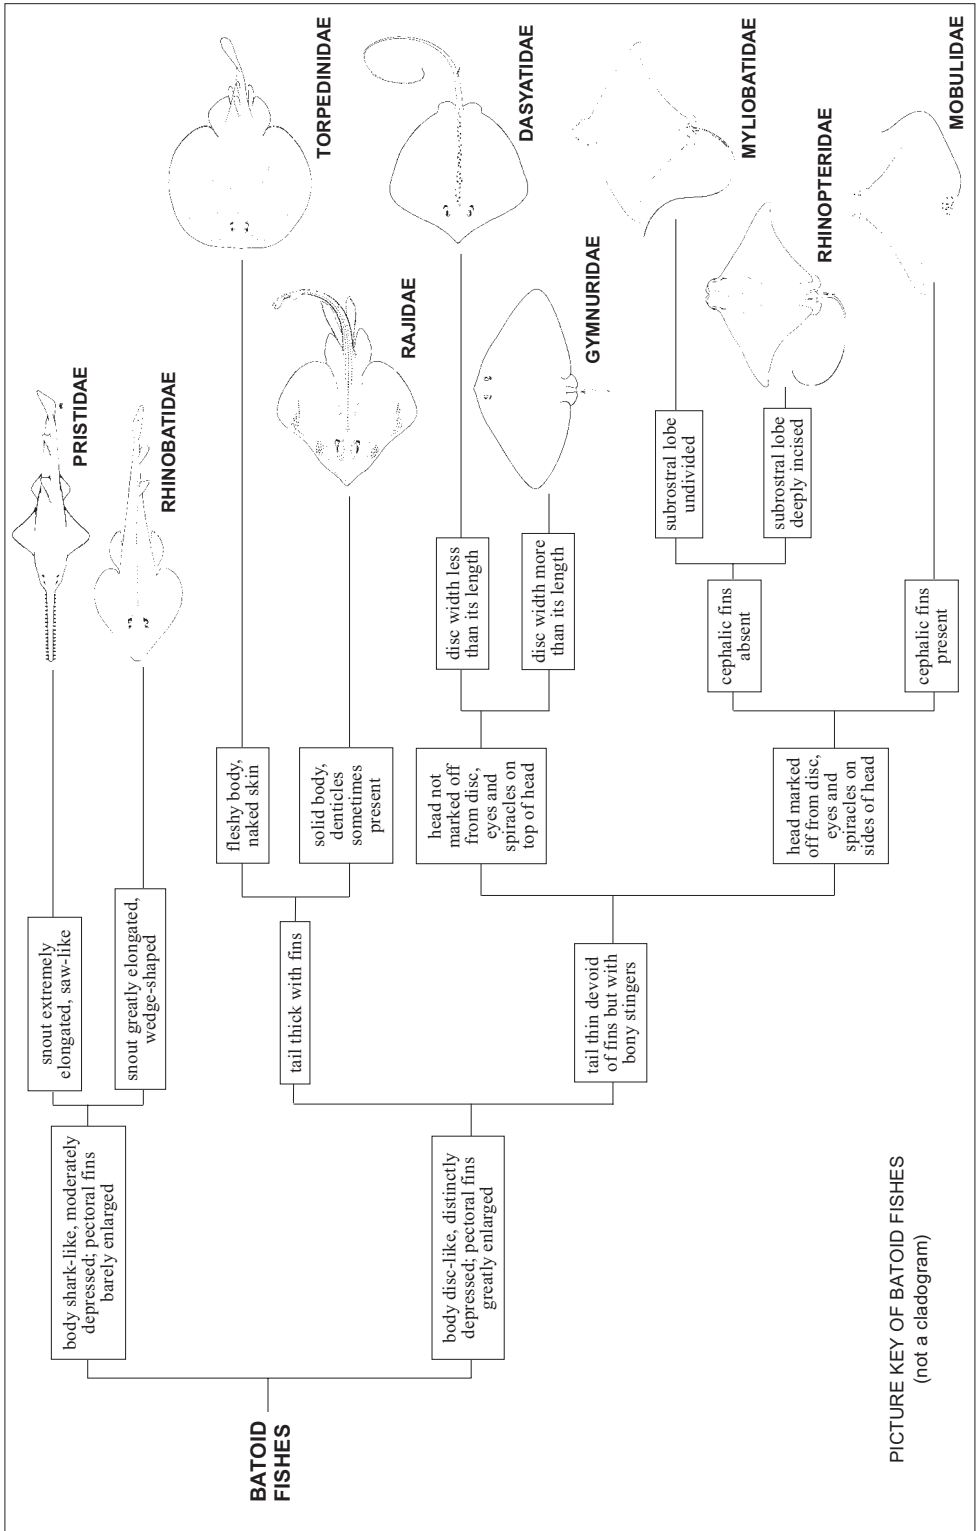 BATOID
FISHES
body shark-like, moderately
depressed; pectoral fins
barely enlarged
snout extremely
elongated, saw-like
PRISTIDAE
snout greatly elongated,
wedge-shaped
RHINOBATIDAE
body disc-like, distinctly
depressed; pectoral fins
greatly enlarged
tail thick with fins
fleshy body,
naked skin
TORPEDINIDAE
solid body,
denticles
sometimes
present
RAJIDAE
tail thin devoid
of fins but with
bony stingers
head not
marked off
from disc,
eyes and
spiracles on
top of head
disc width less
than its length
DASYATIDAE
disc width more
than its length
GYMNURIDAE
head marked
off from disc,
eyes and
spiracles on
sides of head
cephalic fins
absent
subrostral lobe
undivided
MYLIOBATIDAE
subrostral lobe
deeply incised
RHINOPTERIDAE
cephalic fins
present
MOBULIDAE
PICTURE KEY OF BATOID FISHES
(not a cladogram)